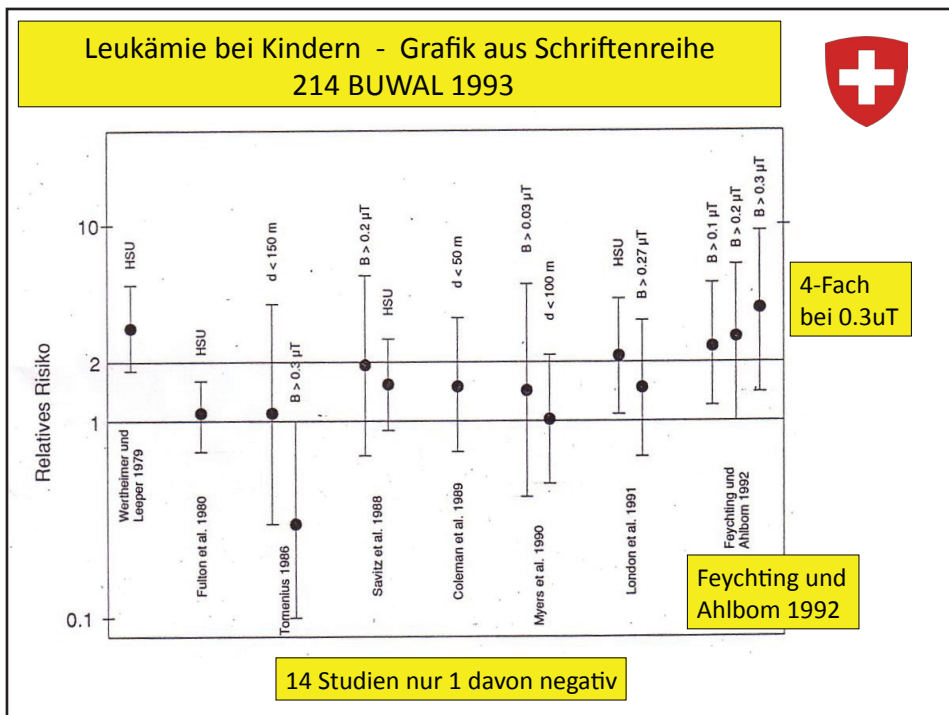 Leukämie bei Kindern - Grafik aus Schriftenreihe
214 BUWAL 1993
Relatives Risiko
10
2
1
0.1
HSU
Wertheimer und
Leeper 1979
HSU
Fulton et al. 1980
d < 150 m
B > 0.3 µT
Tomenius 1986
B > 0.2 µT
HSU
Savitz et al. 1988
d < 50 m
Coleman et al. 1989
B > 0.03 µT
d < 100 m
Myers et al. 1990
HSU
B > 0.27 µT
London et al. 1991
B > 0.1 µT
B > 0.2 µT
B > 0.3 µT
Feychting und
Ahlbom 1992
4-Fach
bei 0.3uT
Feychting und
Ahlbom 1992
14 Studien nur 1 davon negativ